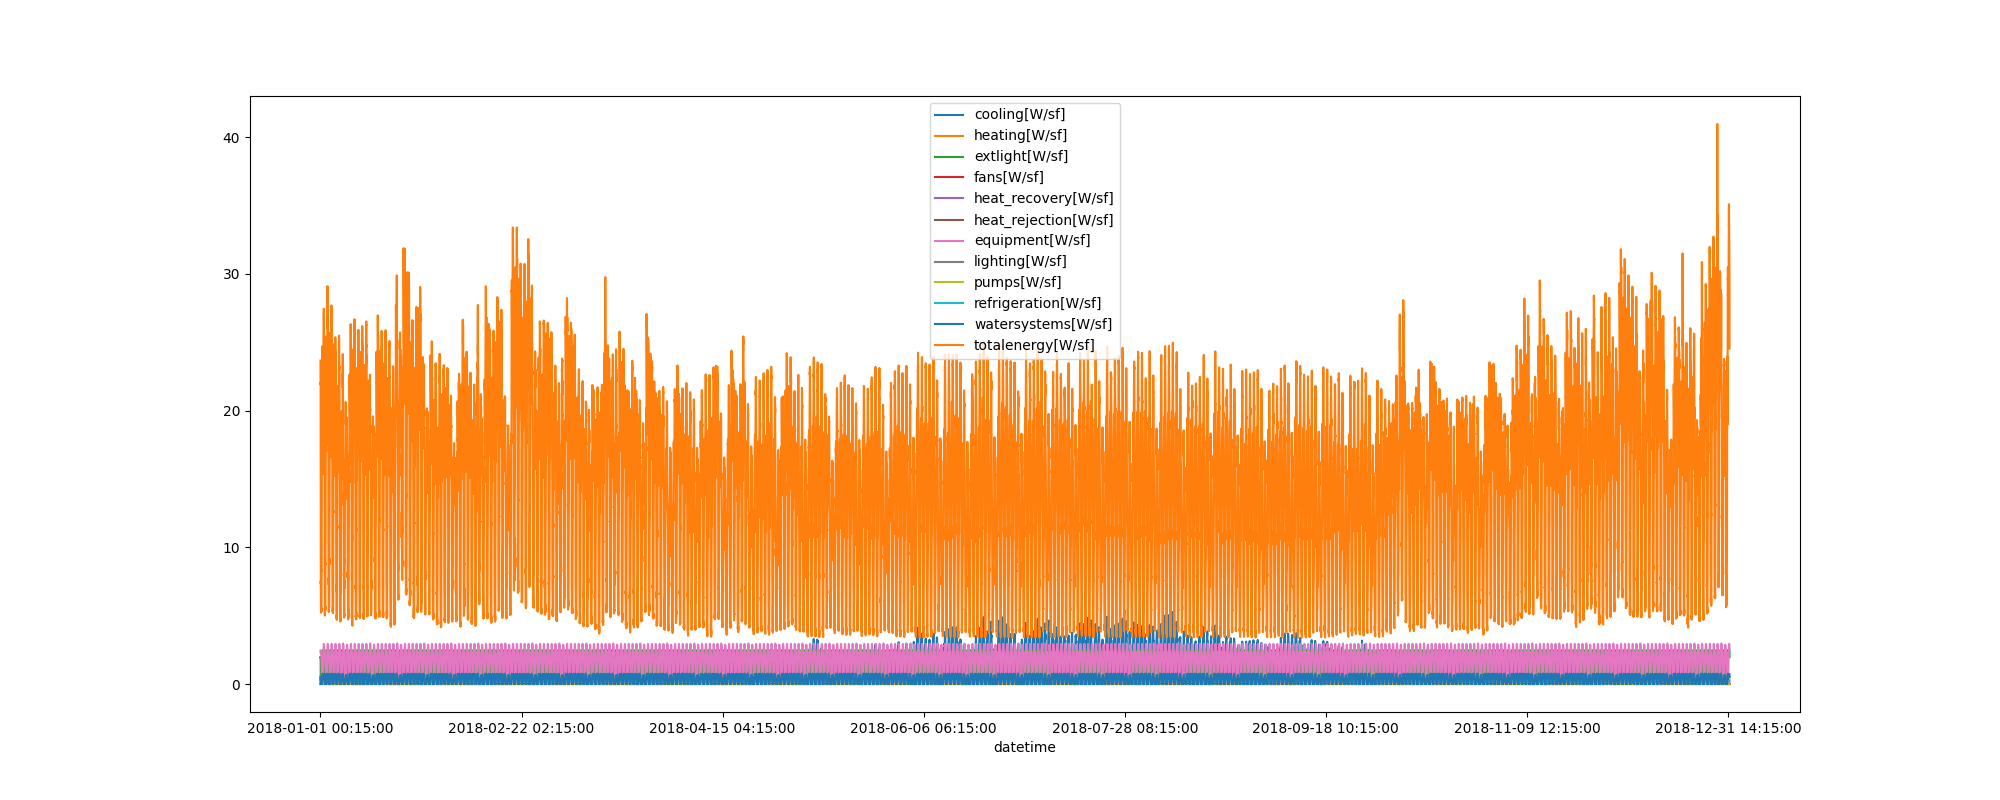 cooling[W/sf]
heating[W/sf]
extlight[W/sf]
fans[W/sf]
heat_recovery[W/sf]
heat_rejection[W/sf]
equipment[W/sf]
lighting[W/sf]
pumps[W/sf]
refrigeration[W/sf]
watersystems[W/sf]
totalenergy[W/sf]
40
30
20
10
0
2018-01-01 00:15:00 2018-02-22 02:15:00 2018-04-15 04:15:00 2018-06-06 06:15:00 2018-07-28 08:15:00 2018-09-18 10:15:00 2018-11-09 12:15:00 2018-12-31 14:15:00
datetime